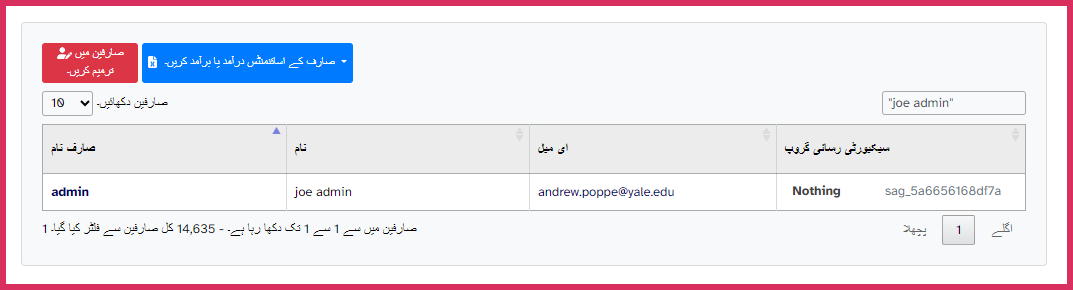 صارفین میں
ترمیم کریں۔
صارف کے اسائنمنٹس درآمد یا برآمد کریں۔
10 صارفین دکھائیں۔
"joe admin"
صارف نام نام ای میل سیکیورٹی رسائی گروپ
admin joe admin andrew.poppe@yale.edu Nothing sag_5a6656168df7a
صارفین میں سے 1 سے 1 تک دکھا رہا ہے۔ - 14,635 کل صارفین سے فلٹر کیا گیا۔ 1
پچھلا 1 اگلے